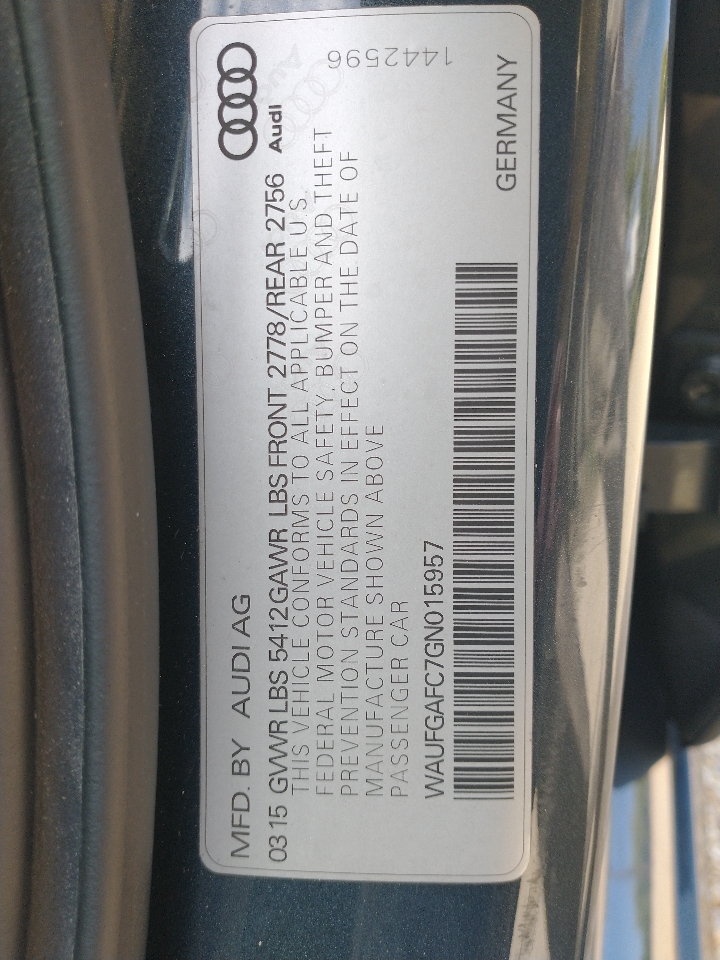 MFD. BY AUDI AG
Audi
03 15 GVWR LBS 5412 GAWR LBS FRONT 2778/REAR 2756
THIS VEHICLE CONFORMS TO ALL APPLICABLE U S
FEDERAL MOTOR VEHICLE SAFETY, BUMPER AND THEFT
PREVENTION STANDARDS IN EFFECT ON THE DATE OF
MANUFACTURE SHOWN ABOVE
PASSENGER CAR
1442596
WAUFGAFC7GN015957
GERMANY